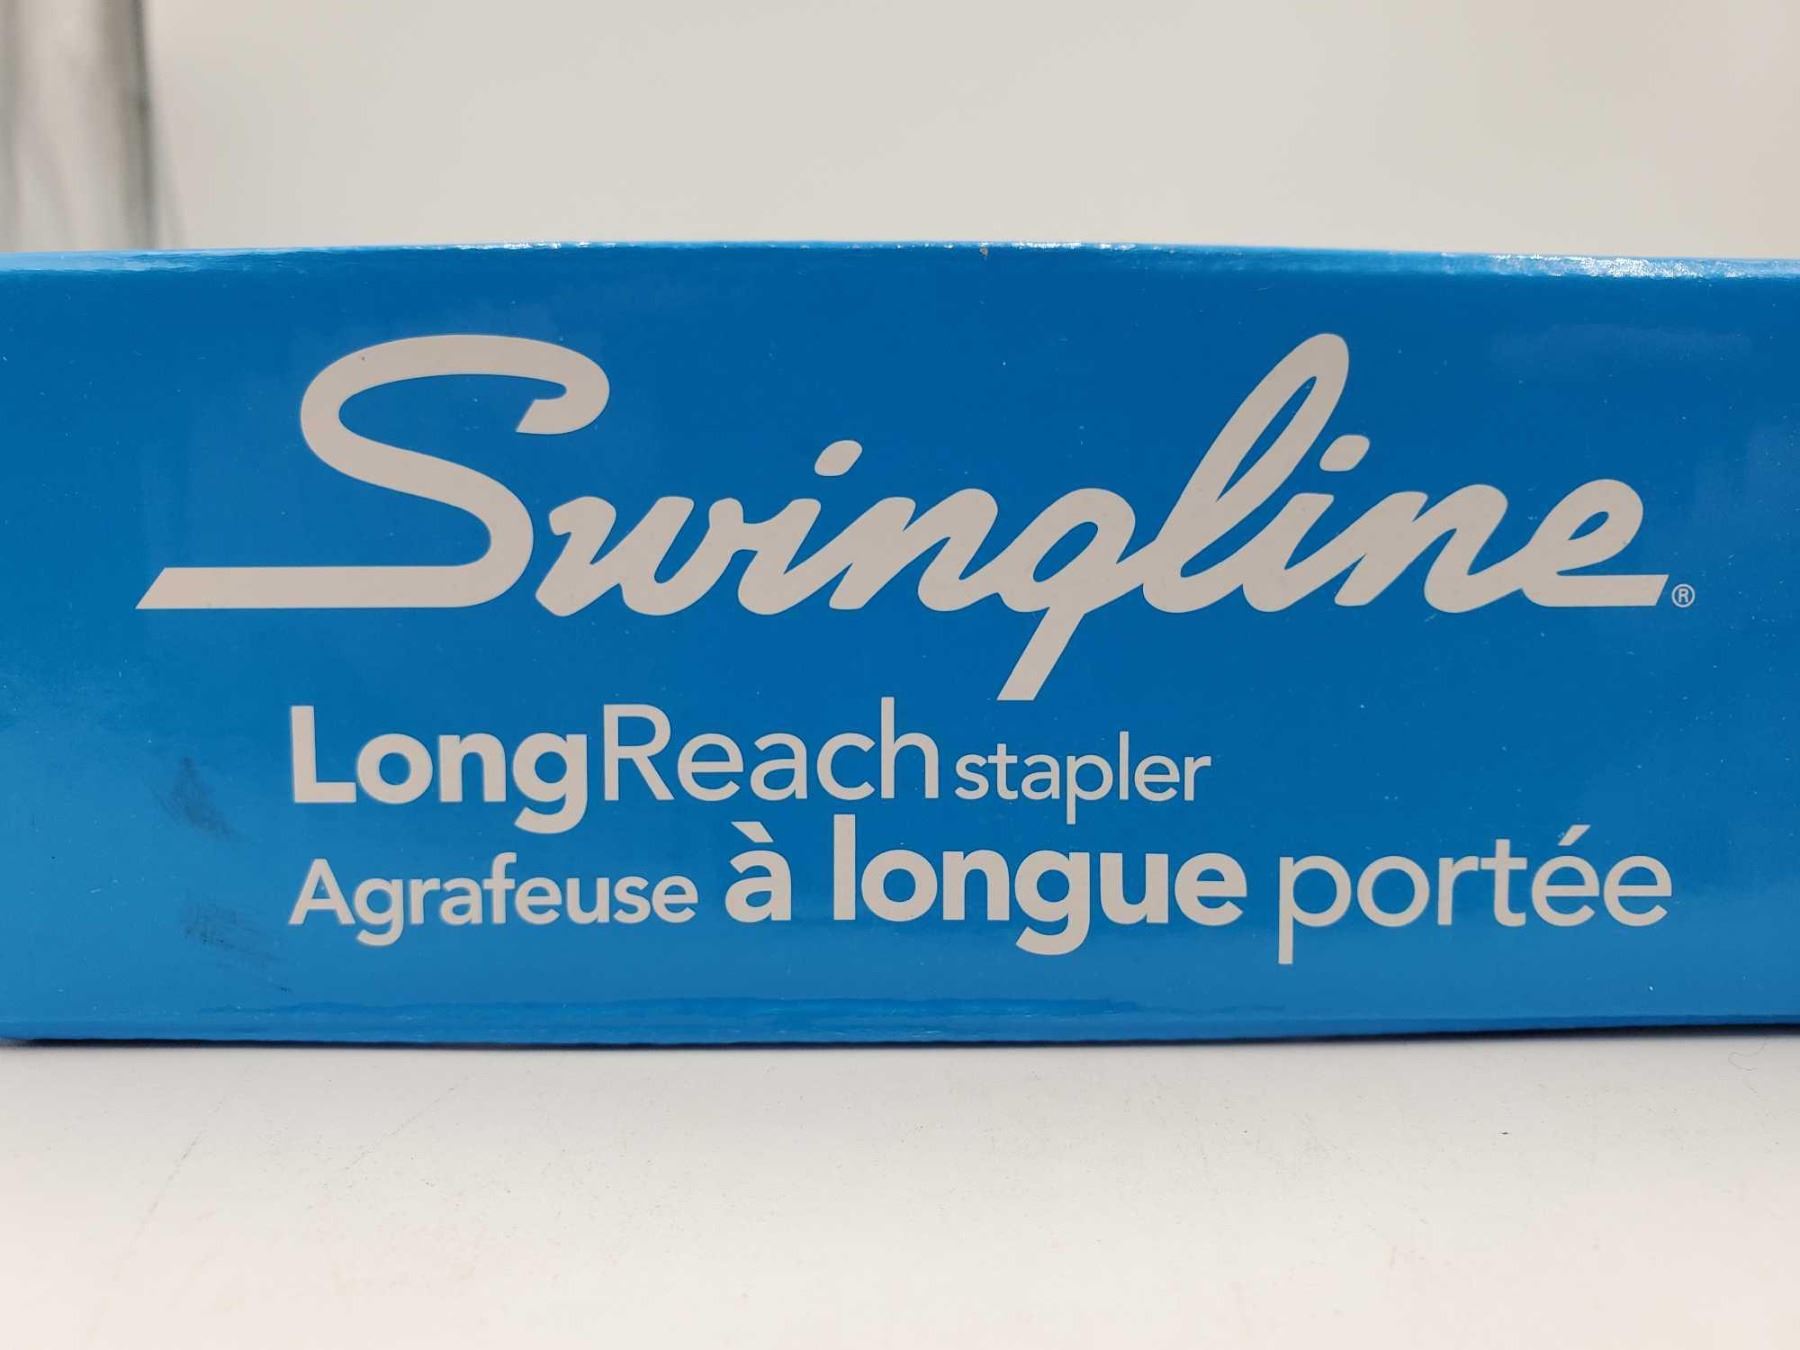 Swingline®
LongReach stapler
Agrafeuse à longue portée